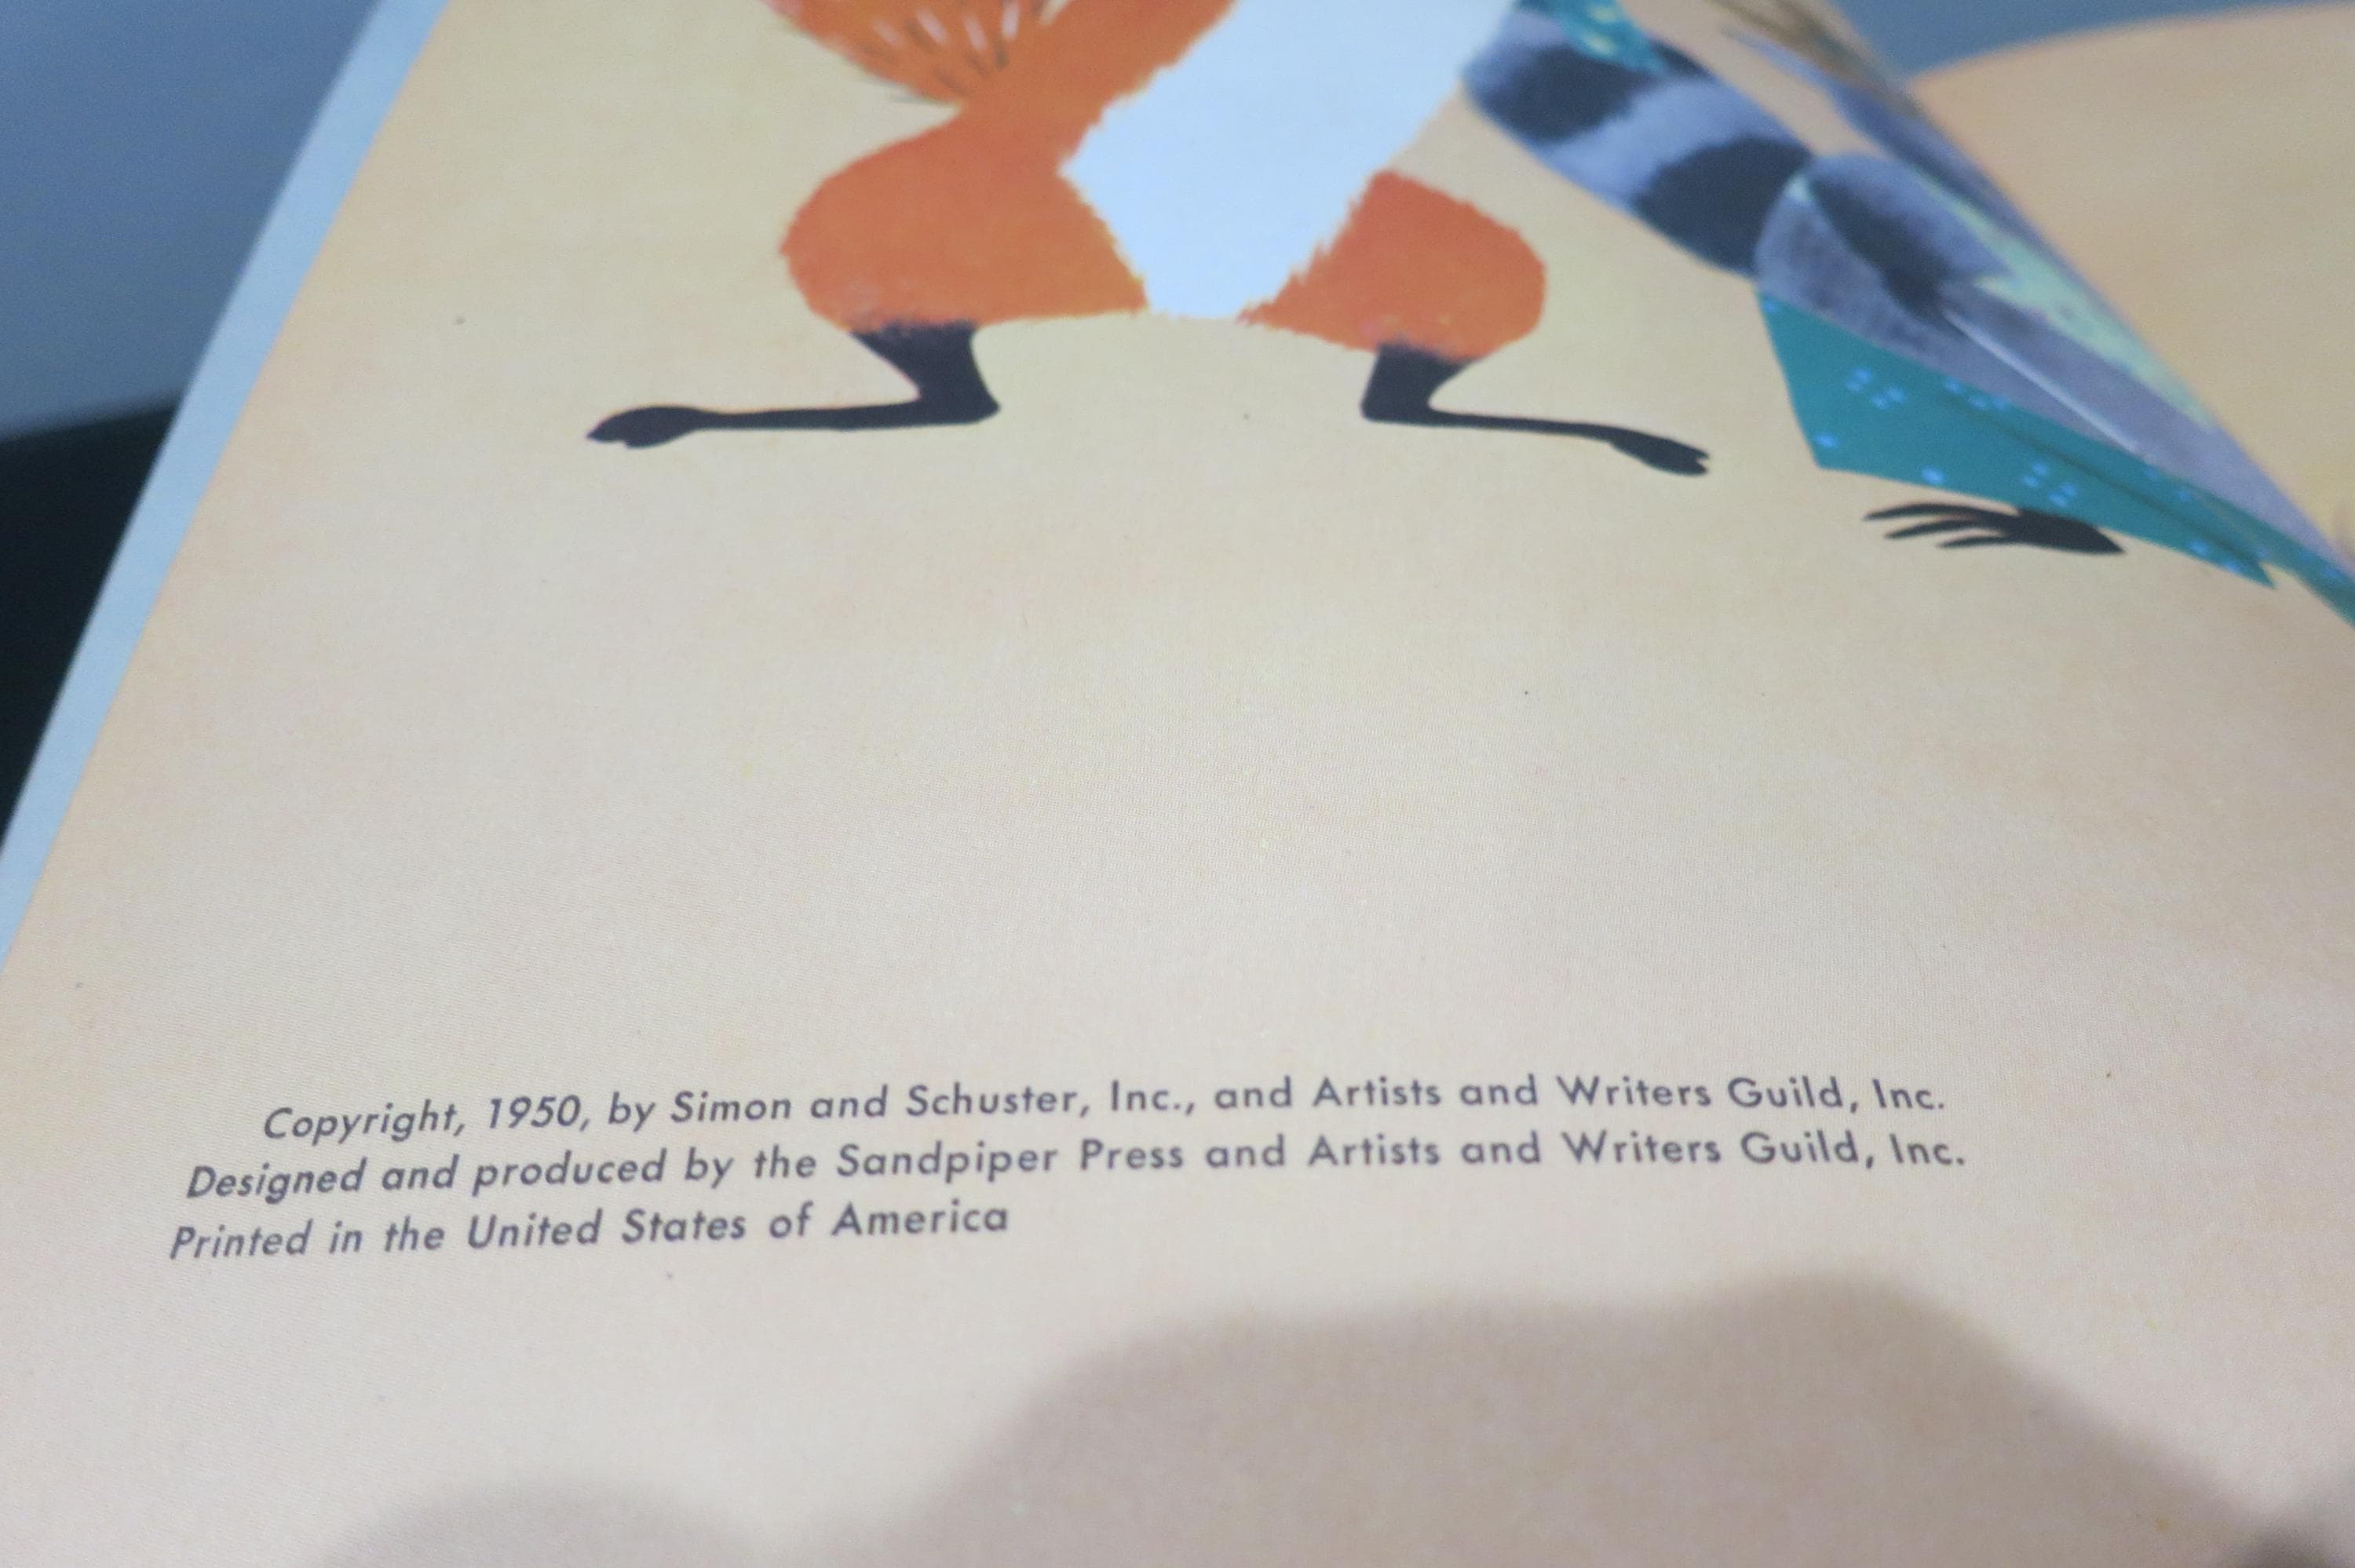 Copyright, 1950, by Simon and Schuster, Inc., and Artists and Writers Guild, Inc.
Designed and produced by the Sandpiper Press and Artists and Writers Guild, Inc.
Printed in the United States of America